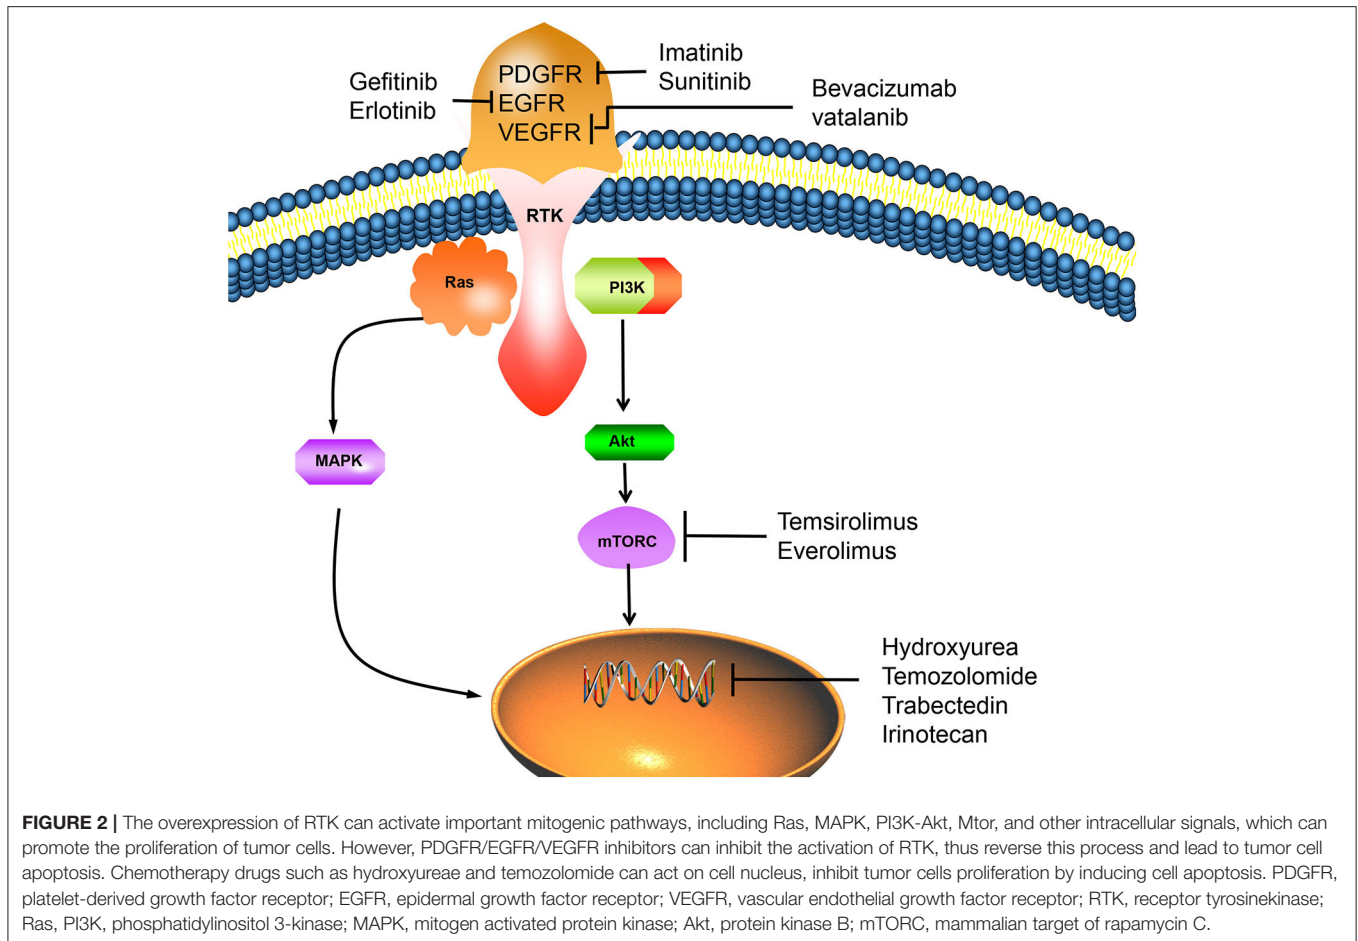 Gefitinib
Erlotinib
PDGFR
EGFR
VEGFR
Imatinib
Sunitinib
Bevacizumab
vatalanib
RTK
Ras
PI3K
MAPK
Akt
mTORC
Temsirolimus
Everolimus
Hydroxyurea
Temozolomide
Trabectedin
Irinotecan
FIGURE 2 | The overexpression of RTK can activate important mitogenic pathways, including Ras, MAPK, PI3K-Akt, Mtor, and other intracellular signals, which can
promote the proliferation of tumor cells. However, PDGFR/EGFR/VEGFR inhibitors can inhibit the activation of RTK, thus reverse this process and lead to tumor cell
apoptosis. Chemotherapy drugs such as hydroxyureae and temozolomide can act on cell nucleus, inhibit tumor cells proliferation by inducing cell apoptosis. PDGFR,
platelet-derived growth factor receptor; EGFR, epidermal growth factor receptor; VEGFR, vascular endothelial growth factor receptor; RTK, receptor tyrosinekinase;
Ras, PI3K, phosphatidylinositol 3-kinase; MAPK, mitogen activated protein kinase; Akt, protein kinase B; mTORC, mammalian target of rapamycin C.